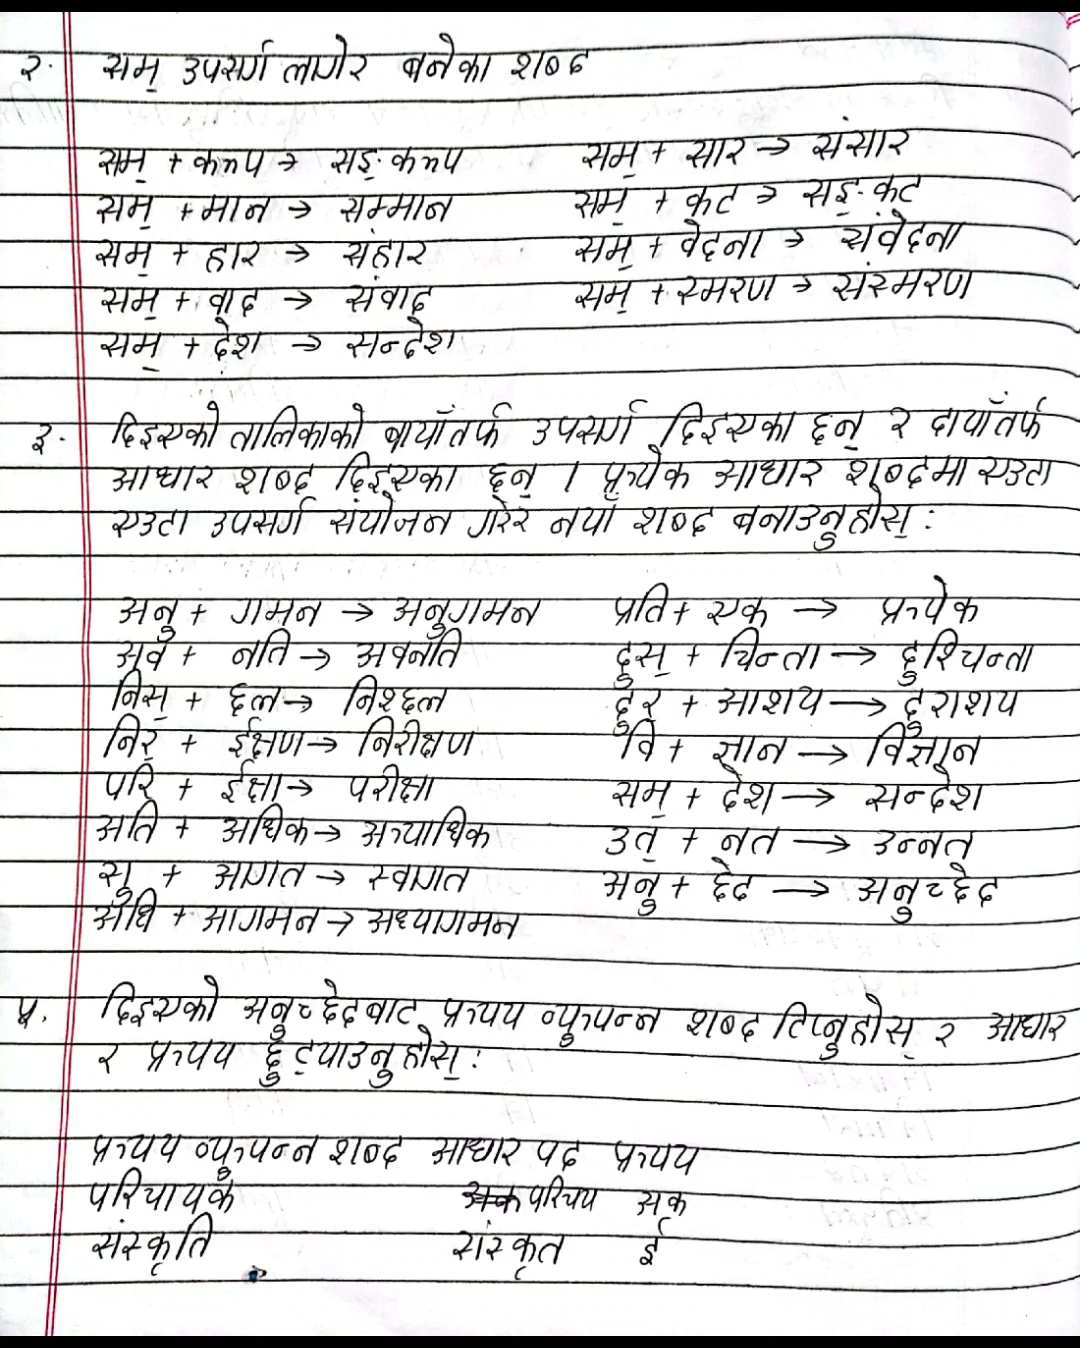 २. सम् उपसर्ग लागेर बनेका शब्द
सम् + कल्प → सङ्कल्प सम् + सार → संसार
सम् + मान → सम्मान सम् + कट → सङ्कट
सम् + हार → संहार सम् + वेदना → संवेदना
सम् + वाद → संवाद सम् + स्मरण → संस्मरण
सम् + देश → सन्देश
३. दिइएको तालिकाको बायाँतर्फ उपसर्ग दिइएका छन् र दायाँतर्फ
आधार शब्द दिइएका छन् । प्रत्येक आधार शब्दमा एउटा
एउटा उपसर्ग संयोजन गरेर नयाँ शब्द बनाउनुहोस् :
अनु + गमन → अनुगमन प्रति + एक → प्रत्येक
अव + नति → अवनति दुस् + चिन्ता → दुश्चिन्ता
निस् + छल → निश्छल दुर् + आशय → दुराशय
निर् + ईक्षण → निरीक्षण वि + ज्ञान → विज्ञान
परि + ईक्षा → परीक्षा सम् + देश → सन्देश
अति + अधिक → अत्याधिक उत् + नत → उन्नत
सु + आगत → स्वागत अनु + छेद → अनुच्छेद
अधि + आगमन → अध्यागमन
५. दिइएको अनुच्छेदबाट प्रत्यय व्युत्पन्न शब्द टिप्नुहोस् र आधार
र प्रत्यय छुट्याउनुहोस् :
प्रत्यय व्युत्पन्न शब्द आधार पद प्रत्यय
परिचायक परिचय अक
संस्कृति संस्कृत ई